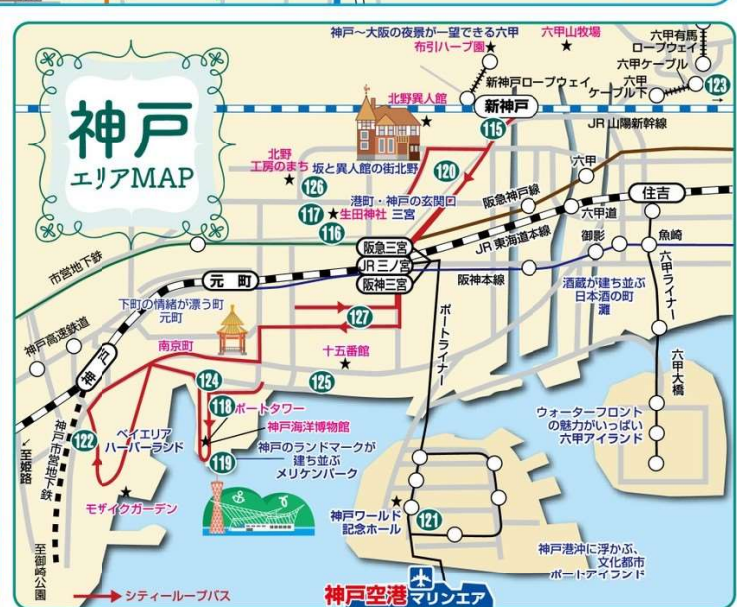 神戸～大阪の夜景が一望できる六甲
布引ハーブ園
六甲山牧場
六甲有馬
ロープウェイ
六甲ケーブル
六甲
ケーブル下
123
新神戸ロープウェイ
新神戸
115
JR山陽新幹線
神戸
エリアMAP
北野異人館
北野
工房のまち
坂と異人館の街北野
126
120
117
生田神社
港町・神戸の玄関口
三宮
116
六甲
阪急神戸線
住吉
六甲道
JR東海道本線
御影
魚崎
阪急三宮
JR三ノ宮
阪神三宮
市営地下鉄
元町
阪神本線
六甲ライナー
下町の情緒が漂う町
元町
酒蔵が建ち並ぶ
日本酒の町
灘
127
ポートライナー
神戸高速鉄道
南京町
十五番館
神戸
124
125
六甲大橋
118
ポートタワー
神戸海洋博物館
ウォーターフロント
の魅力がいっぱい
六甲アイランド
122
ベイエリア
ハーバーランド
神戸のランドマークが
建ち並ぶ
メリケンパーク
119
←至姫路
神戸市営地下鉄
モザイクガーデン
神戸ワールド
記念ホール
121
至御崎公園
神戸港沖に浮かぶ、
文化都市
ポートアイランド
シティーループバス
神戸空港
マリンエア